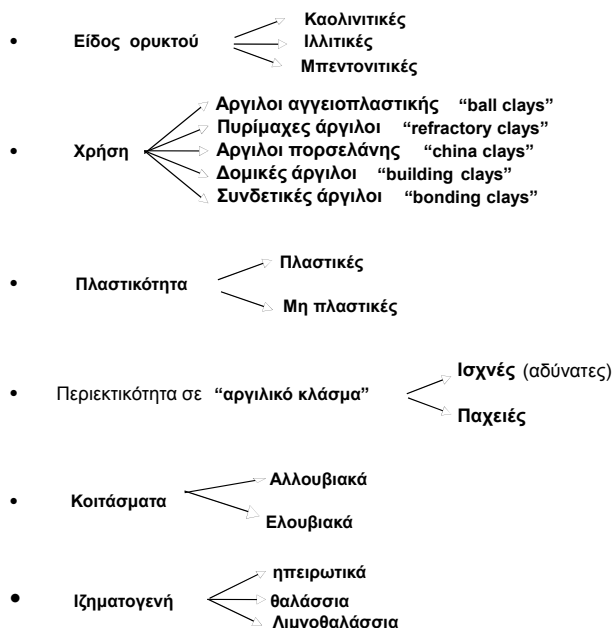 Καολινιτικές
• Είδος ορυκτού Ιλλιτικές
Μπεντονιτικές
Αργιλοι αγγειοπλαστικής “ball clays”
Πυρίμαχες άργιλοι “refractory clays”
• Χρήση Αργιλοι πορσελάνης “china clays”
Δομικές άργιλοι “building clays”
Συνδετικές άργιλοι “bonding clays”
Πλαστικές
• Πλαστικότητα
Μη πλαστικές
Ισχνές (αδύνατες)
• Περιεκτικότητα σε “αργιλικό κλάσμα”
Παχειές
Αλλουβιακά
• Κοιτάσματα
Ελουβιακά
ηπειρωτικά
• Ιζηματογενή θαλάσσια
Λιμνοθαλάσσια